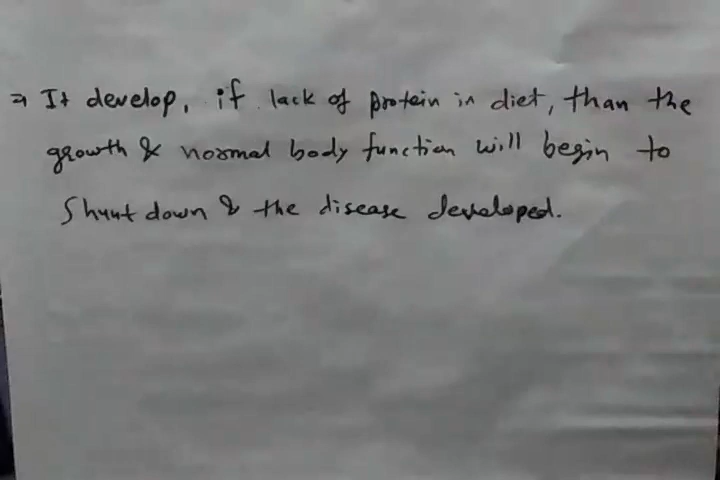 ⇒ It develop, if lack of protein in diet, than the
growth & normal body function will begin to
Shunt down & the disease developed.